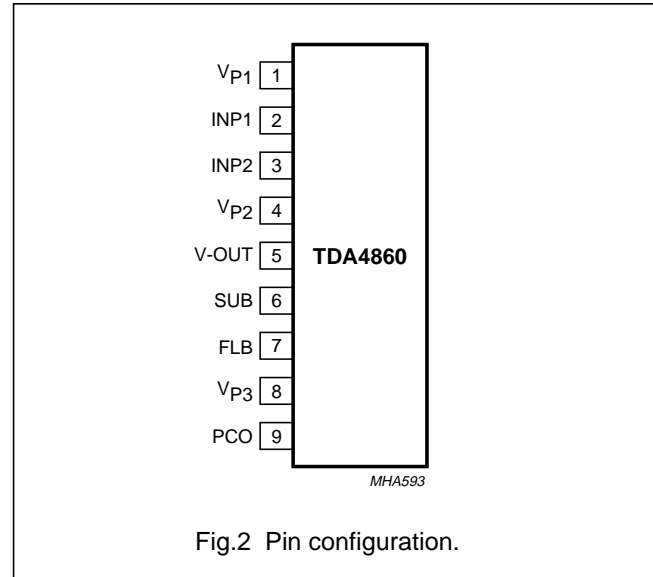 VP1 1
INP1 2
INP2 3
VP2 4
V-OUT 5
TDA4860
SUB 6
FLB 7
VP3 8
PCO 9
MHA593
Fig.2 Pin configuration.